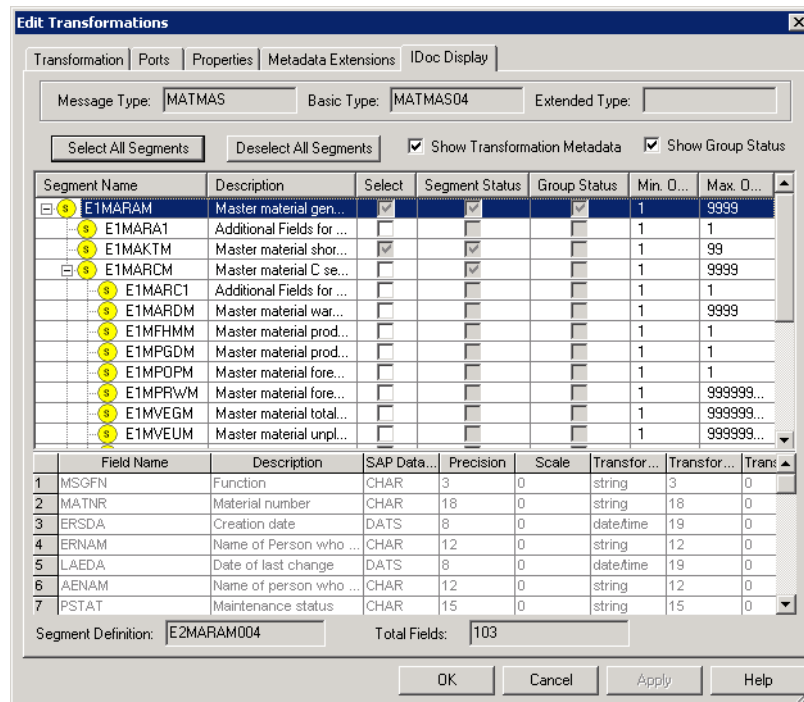 Edit Transformations
Transformation Ports Properties Metadata Extensions IDoc Display
Message Type: MATMAS Basic Type: MATMAS04 Extended Type:
Select All Segments Deselect All Segments Show Transformation Metadata Show Group Status
Segment Name Description Select Segment Status Group Status Min. O... Max. O...
E1MARAM Master material gen... 1 9999
E1MARA1 Additional Fields for ... 1 1
E1MAKTM Master material shor... 1 99
E1MARCM Master material C se... 1 9999
E1MARC1 Additional Fields for ... 1 1
E1MARDM Master material war... 1 9999
E1MFHMM Master material prod... 1 1
E1MPGDM Master material prod... 1 1
E1MPOPM Master material fore... 1 1
E1MPRWM Master material fore... 1 999999...
E1MVEGM Master material total... 1 999999...
E1MVEUM Master material unpl... 1 999999...
Field Name Description SAP Data... Precision Scale Transfor... Transfor... Trans
1 MSGFN Function CHAR 3 0 string 3 0
2 MATNR Material number CHAR 18 0 string 18 0
3 ERSDA Creation date DATS 8 0 date/time 19 0
4 ERNAM Name of Person who ... CHAR 12 0 string 12 0
5 LAEDA Date of last change DATS 8 0 date/time 19 0
6 AENAM Name of person who ... CHAR 12 0 string 12 0
7 PSTAT Maintenance status CHAR 15 0 string 15 0
Segment Definition: E2MARAM004 Total Fields: 103
OK Cancel Apply Help